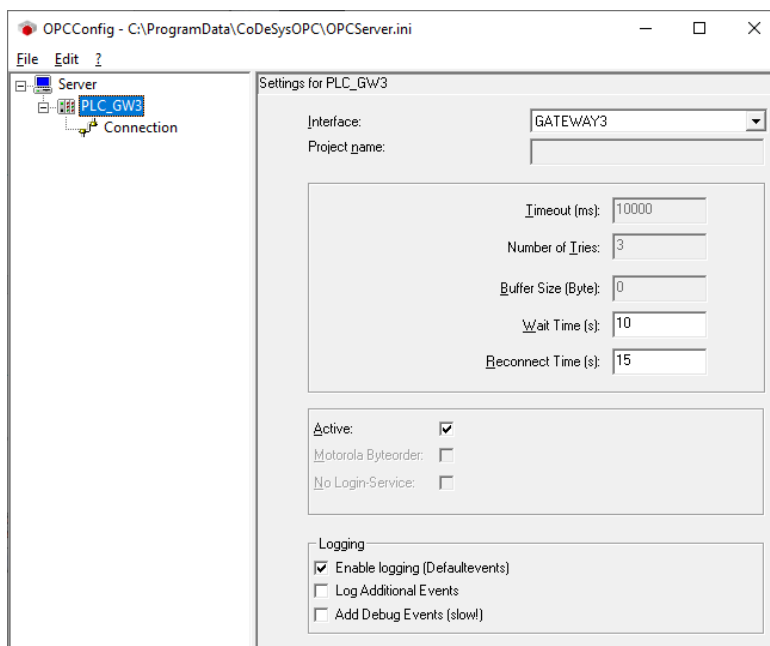 OPCConfig - C:\ProgramData\CoDeSysOPC\OPCServer.ini
File Edit ?
Server
PLC_GW3
Connection
Settings for PLC_GW3
Interface: GATEWAY3
Project name:
Timeout (ms): 10000
Number of Tries: 3
Buffer Size (Byte): 0
Wait Time (s): 10
Reconnect Time (s): 15
Active:
Motorola Byteorder:
No Login-Service:
Logging
Enable logging (Defaultevents)
Log Additional Events
Add Debug Events (slow!)